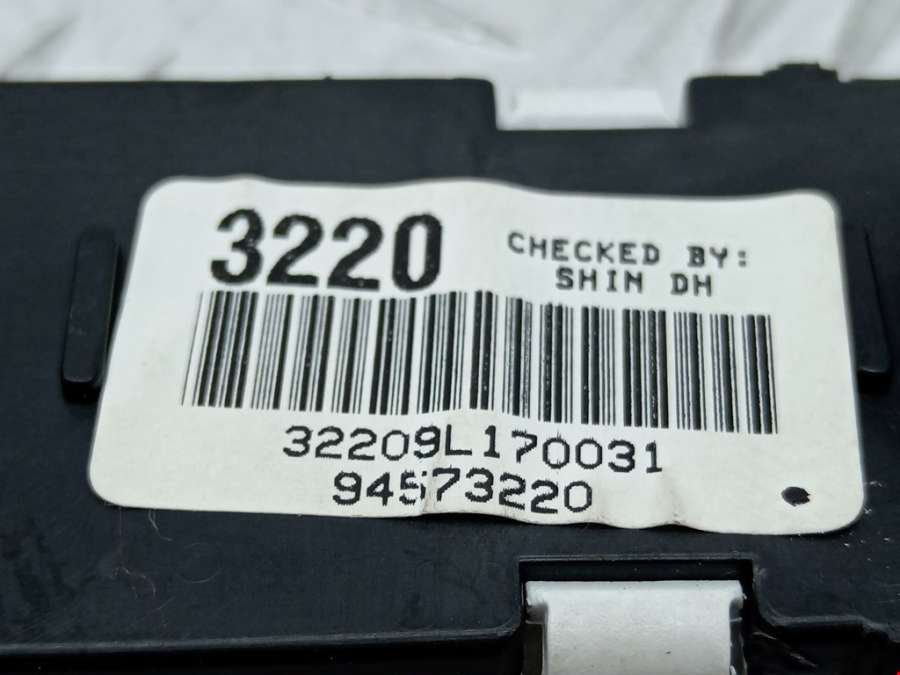 3220
CHECKED BY:
SHIN DH
32209L170031
94573220